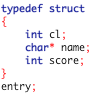 typedef struct
{
    int cl;
    char* name;
    int score;
}
entry;